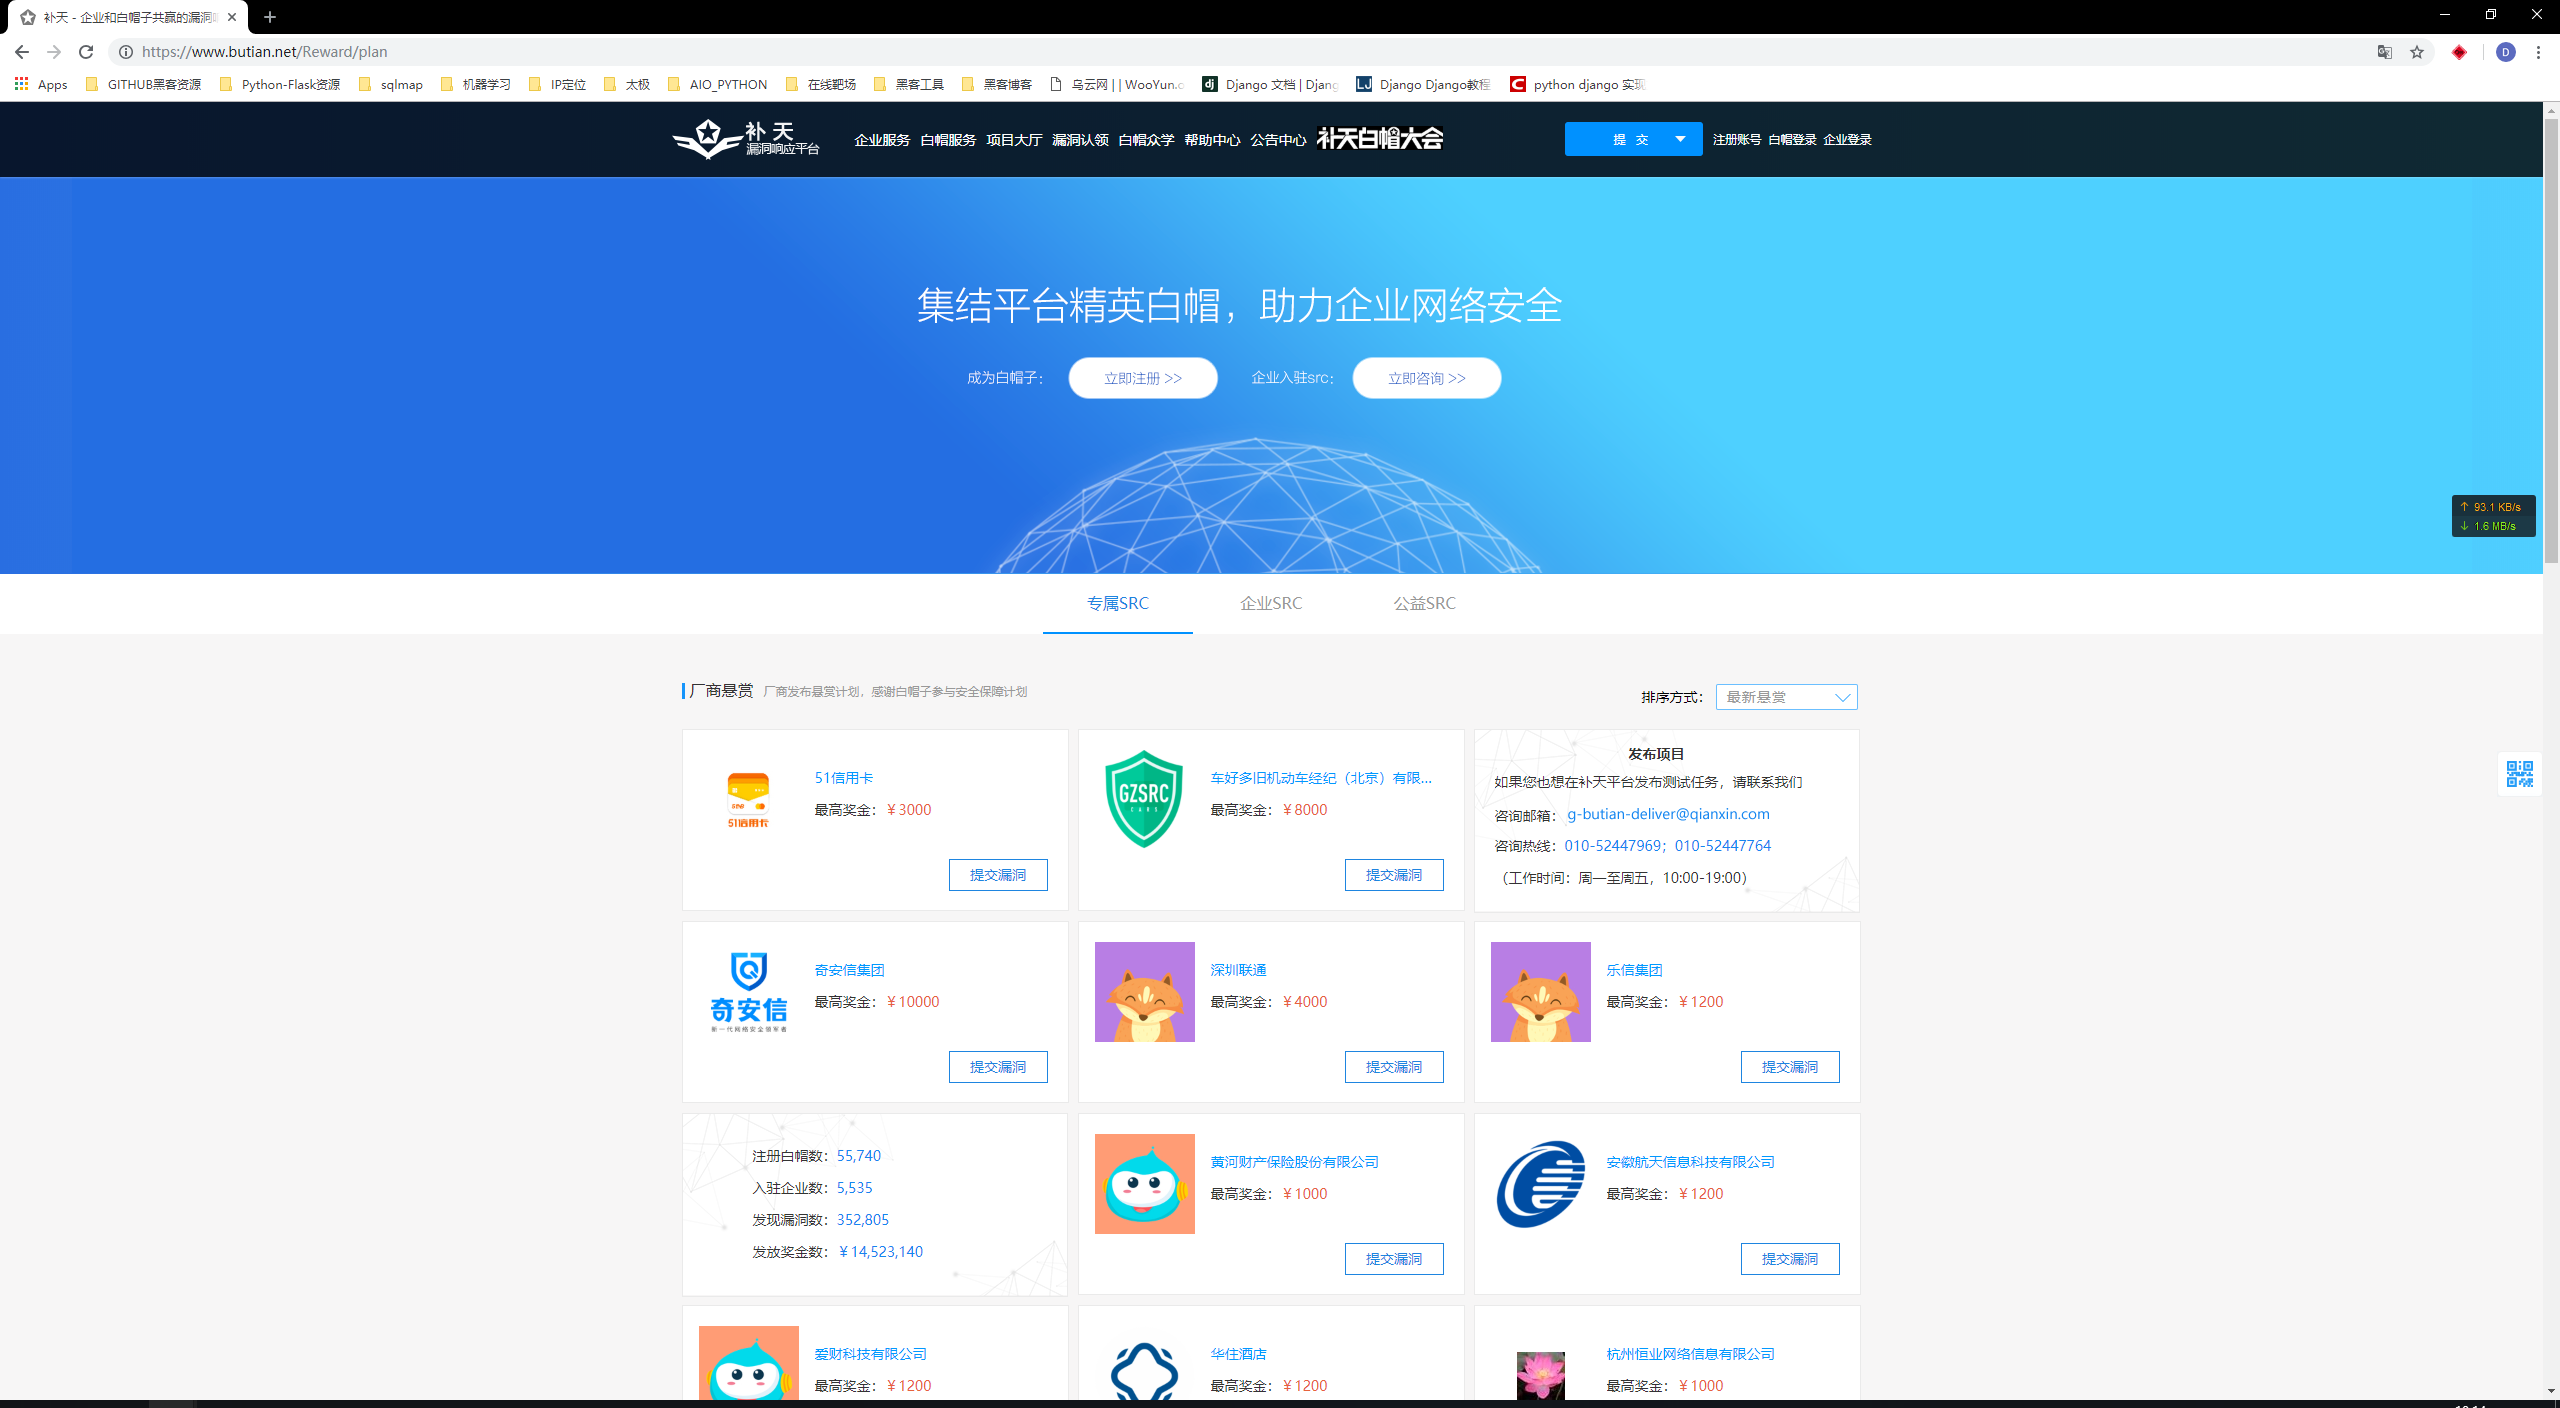 补天 - 企业和白帽子共赢的漏洞
https://www.butian.net/Reward/plan
Apps GITHUB黑客资源 Python-Flask资源 sqlmap 机器学习 IP定位 太极 AIO_PYTHON 在线靶场 黑客工具 黑客博客 乌云网 | | WooYun.o Django 文档 | Djang Django Django教程 python django 实现
补 天
漏洞响应平台
企业服务 白帽服务 项目大厅 漏洞认领 白帽众学 帮助中心 公告中心 补天白帽大会 提 交 注册账号 白帽登录 企业登录
集结平台精英白帽，助力企业网络安全
成为白帽子： 立即注册 >> 企业入驻src： 立即咨询 >>
93.1 KB/s
1.6 MB/s
专属SRC 企业SRC 公益SRC
厂商悬赏 厂商发布悬赏计划，感谢白帽子参与安全保障计划 排序方式： 最新悬赏
51信用卡
51信用卡
最高奖金：￥3000
提交漏洞
GZSRC
CARE
车好多旧机动车经纪（北京）有限...
最高奖金：￥8000
提交漏洞
发布项目
如果您也想在补天平台发布测试任务，请联系我们
咨询邮箱： g-butian-deliver@qianxin.com
咨询热线：010-52447969；010-52447764
（工作时间：周一至周五，10:00-19:00）
奇安信
新一代网络安全领军者
奇安信集团
最高奖金：￥10000
提交漏洞
深圳联通
最高奖金：￥4000
提交漏洞
乐信集团
最高奖金：￥1200
提交漏洞
注册白帽数：55,740
入驻企业数：5,535
发现漏洞数：352,805
发放奖金数：￥14,523,140
黄河财产保险股份有限公司
最高奖金：￥1000
提交漏洞
安徽航天信息科技有限公司
最高奖金：￥1200
提交漏洞
爱财科技有限公司
最高奖金：￥1200
华住酒店
最高奖金：￥1200
杭州恒业网络信息有限公司
最高奖金：￥1000